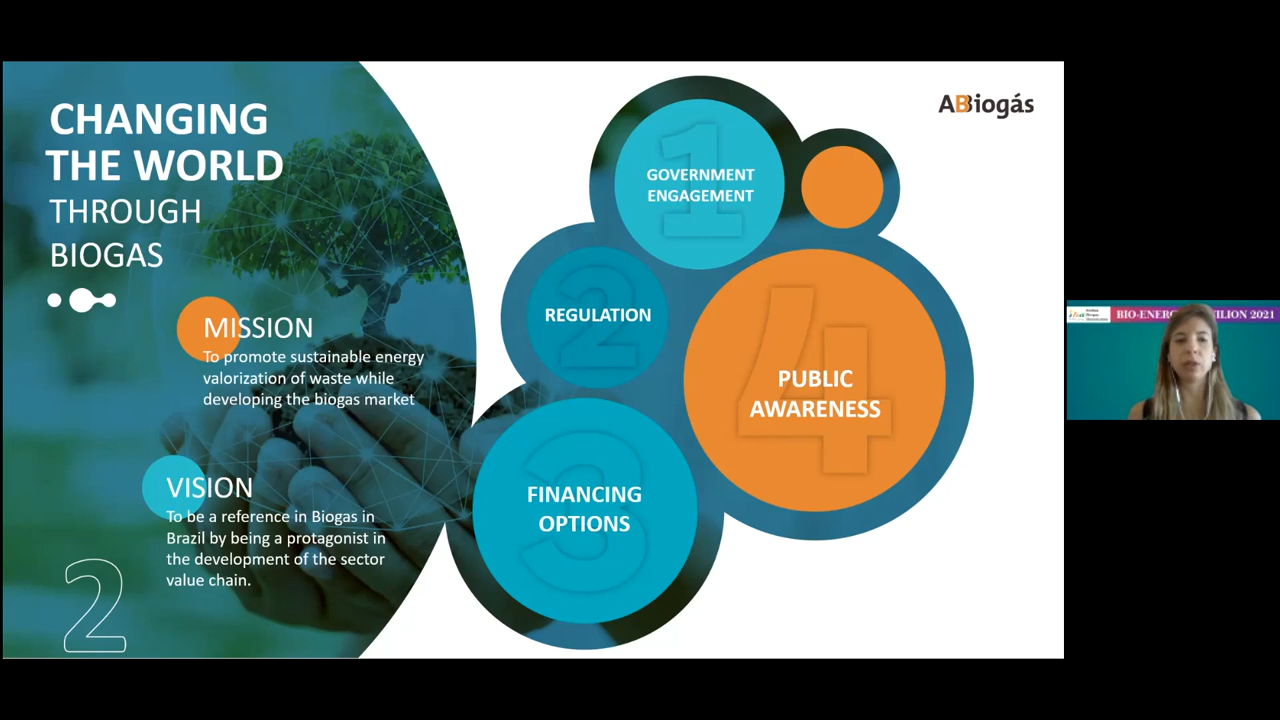 CHANGING
THE WORLD
THROUGH
BIOGAS
MISSION
To promote sustainable energy
valorization of waste while
developing the biogas market
VISION
To be a reference in Biogas in
Brazil by being a protagonist in
the development of the sector
value chain.
2
1
GOVERNMENT
ENGAGEMENT
2
REGULATION
3
FINANCING
OPTIONS
4
PUBLIC
AWARENESS
ABiogás
BIO-ENERG ILION 2021